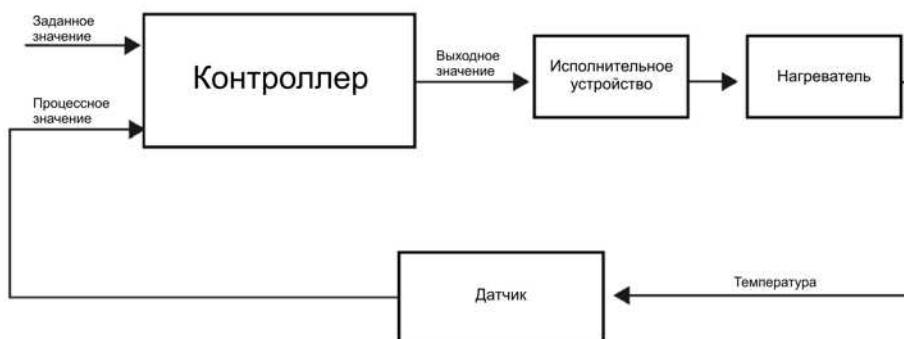 Заданное
значение
Контроллер
Выходное
значение
Исполнительное
устройство
Нагреватель
Процессное
значение
Датчик
Температура